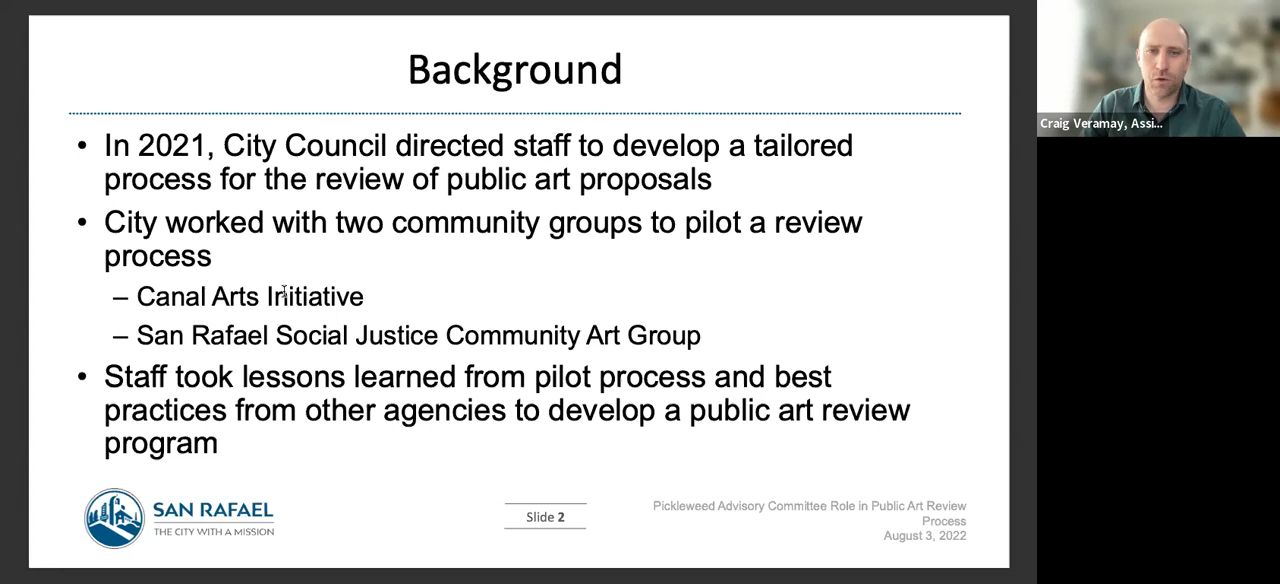 Background
• In 2021, City Council directed staff to develop a tailored
process for the review of public art proposals
• City worked with two community groups to pilot a review
process
– Canal Arts Initiative
– San Rafael Social Justice Community Art Group
• Staff took lessons learned from pilot process and best
practices from other agencies to develop a public art review
program
SAN RAFAEL
THE CITY WITH A MISSION
Slide 2
Pickleweed Advisory Committee Role in Public Art Review
Process
August 3, 2022
Craig Veramay, Assi...